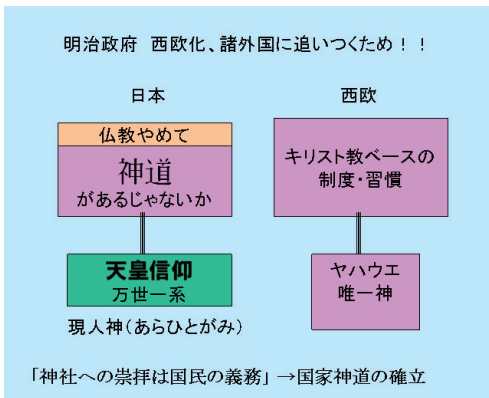 明治政府 西欧化、諸外国に追いつくため!!
日本
西欧
仏教やめて
神道
があるじゃないか
キリスト教ベースの
制度・習慣
天皇信仰
万世一系
ヤハウエ
唯一神
現人神(あらひとがみ)
「神社への崇拝は国民の義務」→国家神道の確立